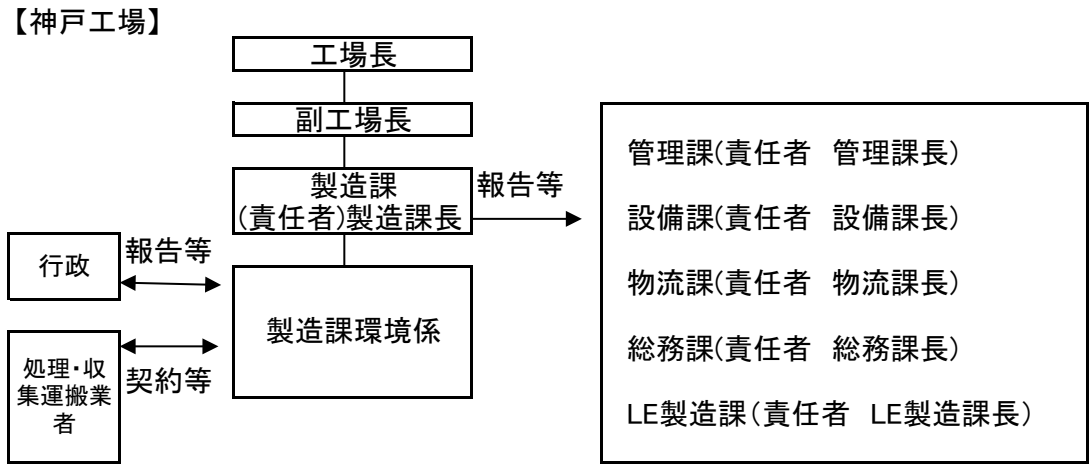 【神戸工場】
工場長
副工場長
製造課
(責任者)製造課長
報告等
管理課(責任者　管理課長)
設備課(責任者　設備課長)
物流課(責任者　物流課長)
総務課(責任者　総務課長)
LE製造課(責任者　LE製造課長)
行政
報告等
製造課環境係
処理・収
集運搬業
者
契約等